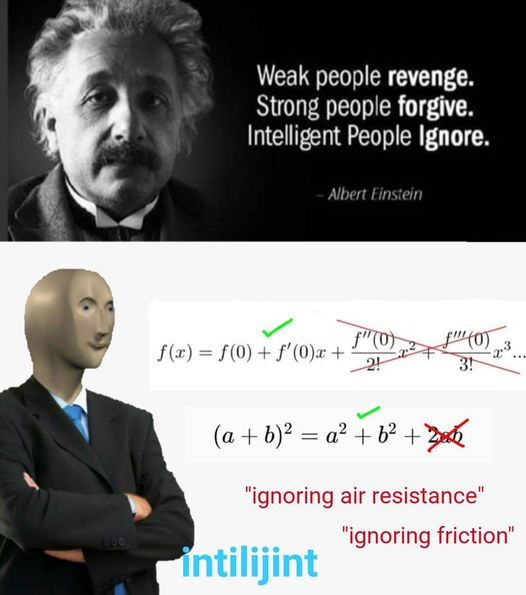 Weak people revenge.
Strong people forgive.
Intelligent People Ignore.
– Albert Einstein
f(x) = f(0) + f′(0)x + f″(0)/2! x² + f‴(0)/3! x³...
(a + b)² = a² + b² + 2ab
"ignoring air resistance"
"ignoring friction"
intilijint